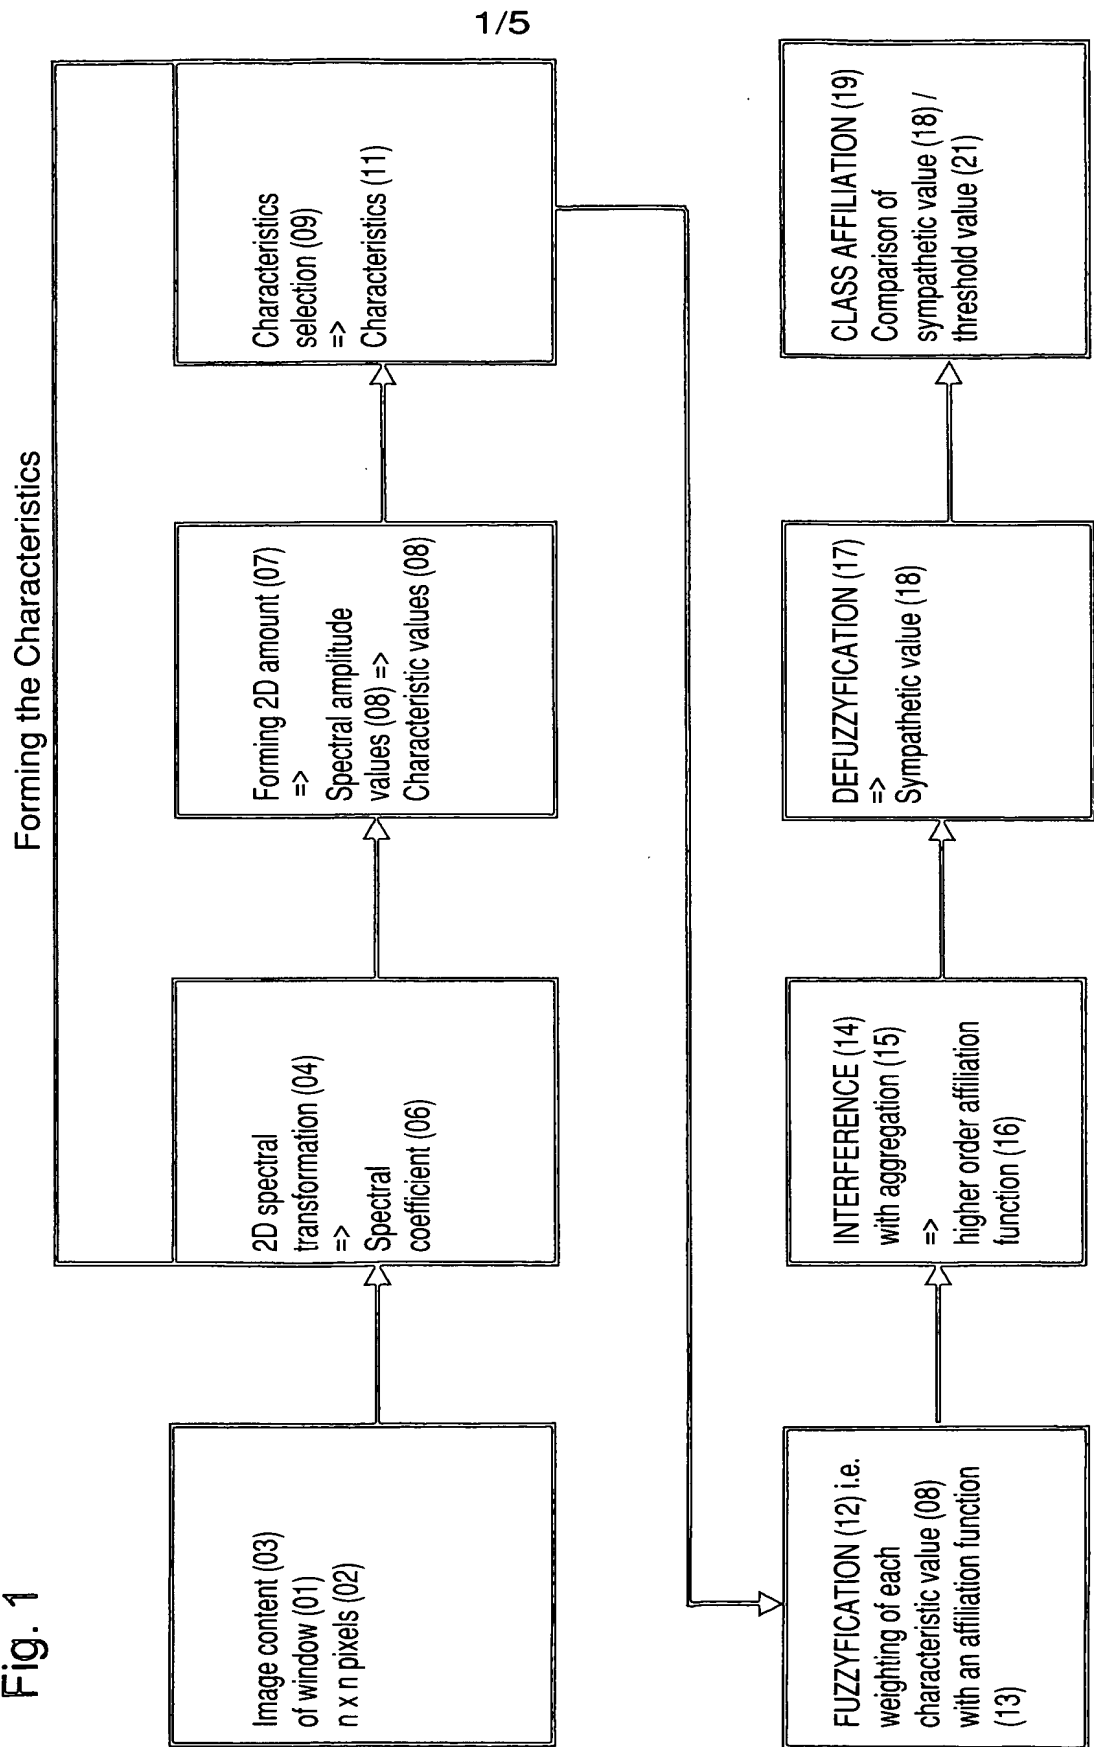 1/5
Fig. 1
Forming the Characteristics
Image content (03)
of window (01)
n x n pixels (02)
2D spectral
transformation (04)
=>
Spectral
coefficient (06)
Forming 2D amount (07)
=>
Spectral amplitude
values (08) =>
Characteristic values (08)
Characteristics
selection (09)
=>
Characteristics (11)
FUZZYFICATION (12) i.e.
weighting of each
characteristic value (08)
with an affiliation function
(13)
INTERFERENCE (14)
with aggregation (15)
=>
higher order affiliation
function (16)
DEFUZZYFICATION (17)
=>
Sympathetic value (18)
CLASS AFFILIATION (19)
Comparison of
sympathetic value (18) /
threshold value (21)